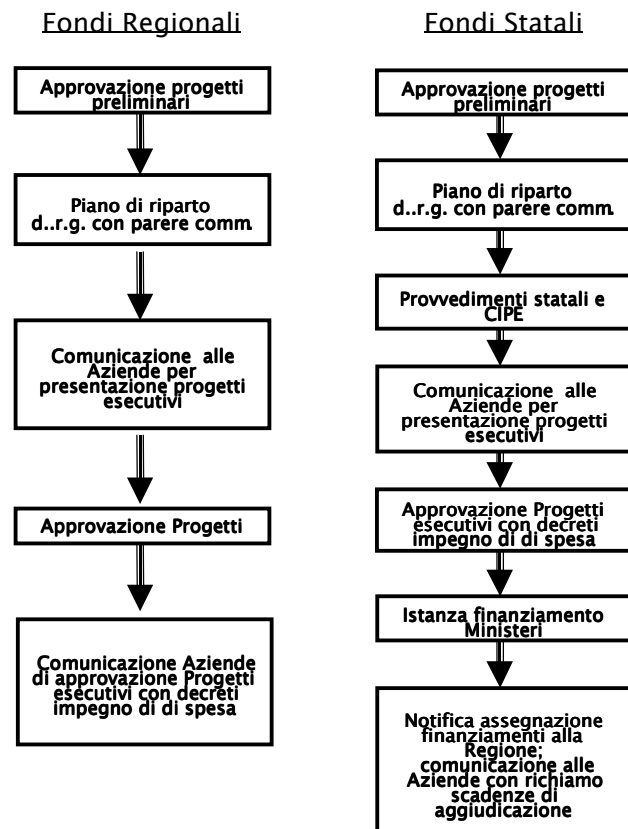 Fondi Regionali
Approvazione progetti
preliminari
Piano di riparto
d..r.g. con parere comm.
Comunicazione alle
Aziende per
presentazione progetti
esecutivi
Approvazione Progetti
Comunicazione Aziende
di approvazione Progetti
esecutivi con decreti
impegno di di spesa
Fondi Statali
Approvazione progetti
preliminari
Piano di riparto
d..r.g. con parere comm.
Provvedimenti statali e
CIPE
Comunicazione alle
Aziende per
presentazione progetti
esecutivi
Approvazione Progetti
esecutivi con decreti
impegno di di spesa
Istanza finanziamento
Ministeri
Notifica assegnazione
finanziamenti alla
Regione;
comunicazione alle
Aziende con richiamo
scadenze di
aggiudicazione